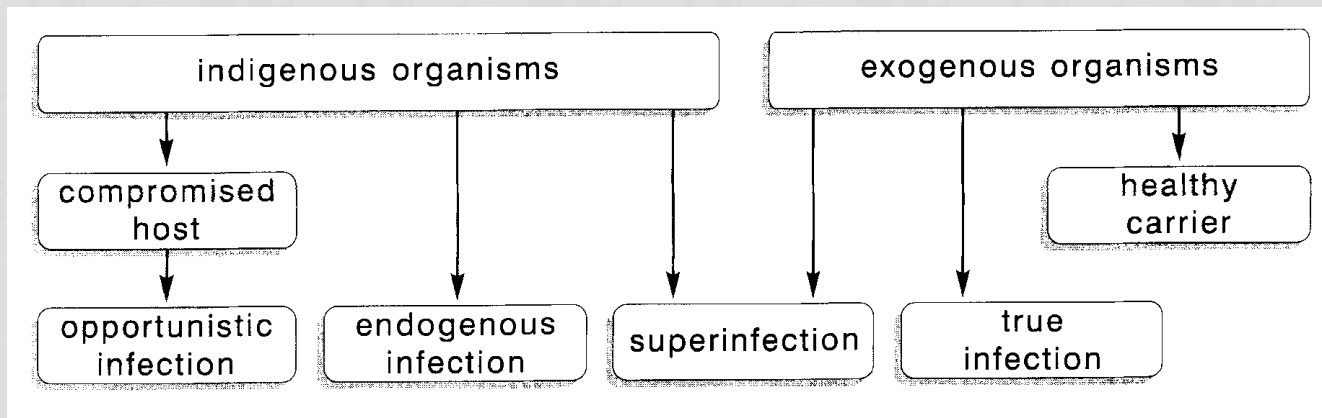 indigenous organisms
exogenous organisms
compromised
host
healthy
carrier
opportunistic
infection
endogenous
infection
superinfection
true
infection